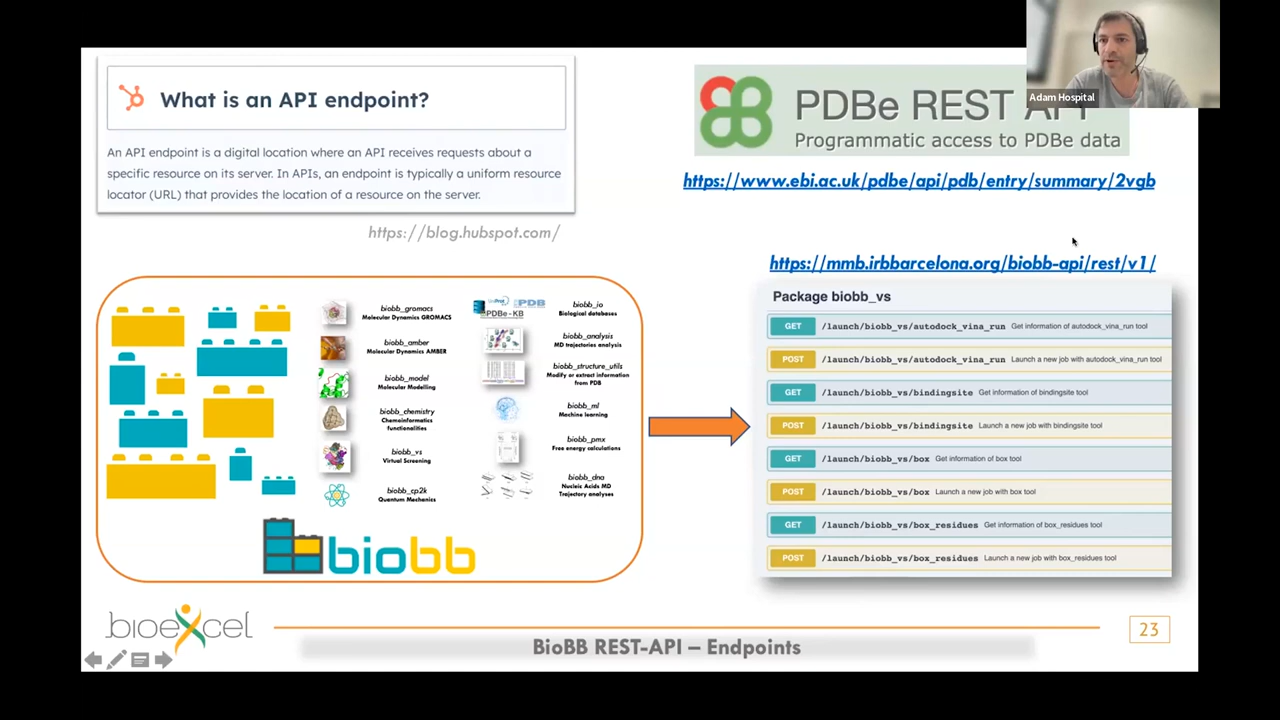 What is an API endpoint?
An API endpoint is a digital location where an API receives requests about a
specific resource on its server. In APIs, an endpoint is typically a uniform resource
locator (URL) that provides the location of a resource on the server.
https://blog.hubspot.com/
PDBe REST API
Programmatic access to PDBe data
Adam Hospital
https://www.ebi.ac.uk/pdbe/api/pdb/entry/summary/2vgb
https://mmb.irbbarcelona.org/biobb-api/rest/v1/
biobb_gromacs
Molecular Dynamics GROMACS
biobb_amber
Molecular Dynamics AMBER
biobb_model
Molecular Modelling
biobb_chemistry
Chemoinformatics
functionalities
biobb_vs
Virtual Screening
biobb_cp2k
Quantum Mechanics
PDB
PDBe-KB
biobb_io
Biological databases
biobb_analysis
MD trajectories analysis
biobb_structure_utils
Modify or extract information
from PDB
biobb_ml
Machine learning
biobb_pmx
Free energy calculations
biobb_dna
Nucleic Acids MD
Trajectory analyses
biobb
Package biobb_vs
GET /launch/biobb_vs/autodock_vina_run Get information of autodock_vina_run tool
POST /launch/biobb_vs/autodock_vina_run Launch a new job with autodock_vina_run tool
GET /launch/biobb_vs/bindingsite Get information of bindingsite tool
POST /launch/biobb_vs/bindingsite Launch a new job with bindingsite tool
GET /launch/biobb_vs/box Get information of box tool
POST /launch/biobb_vs/box Launch a new job with box tool
GET /launch/biobb_vs/box_residues Get information of box_residues tool
POST /launch/biobb_vs/box_residues Launch a new job with box_residues tool
bioexcel
BioBB REST-API – Endpoints
23